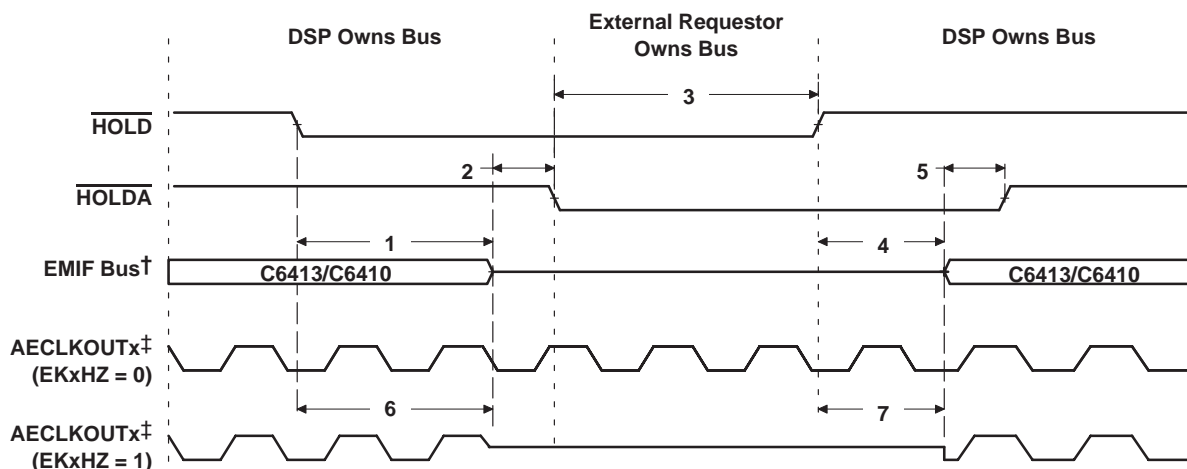 DSP Owns Bus
External Requestor
Owns Bus
DSP Owns Bus
3
HOLD
2
5
HOLDA
1
4
EMIF Bus†
C6413/C6410
C6413/C6410
AECLKOUTx‡
(EKxHZ = 0)
6
7
AECLKOUTx‡
(EKxHZ = 1)